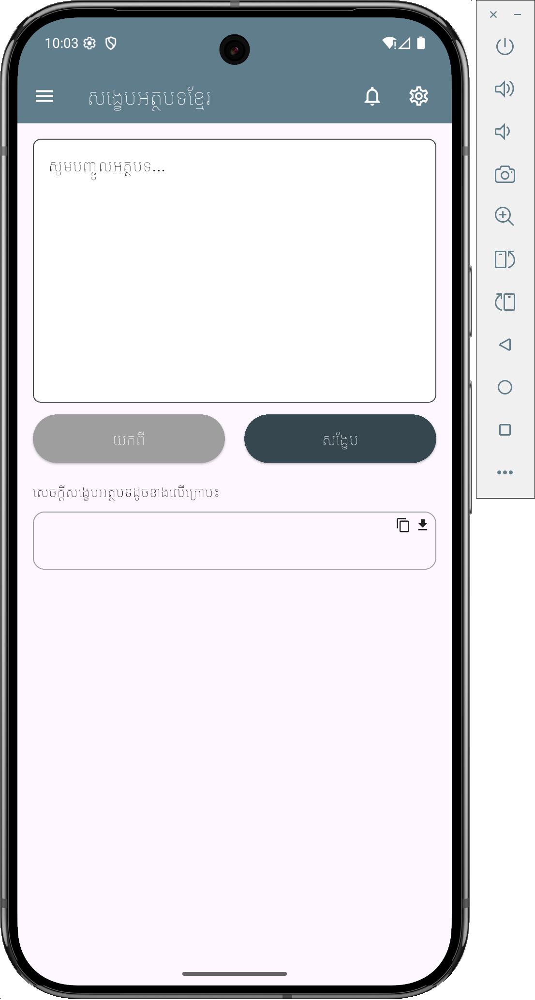 10:03
សង្ខេបអត្ថបទខ្មែរ
សូមបញ្ចូលអត្ថបទ...
យកពី
សង្ខែប
សេចក្តីសង្ខេបអត្ថបទដូចខាងលើក្រោម៖